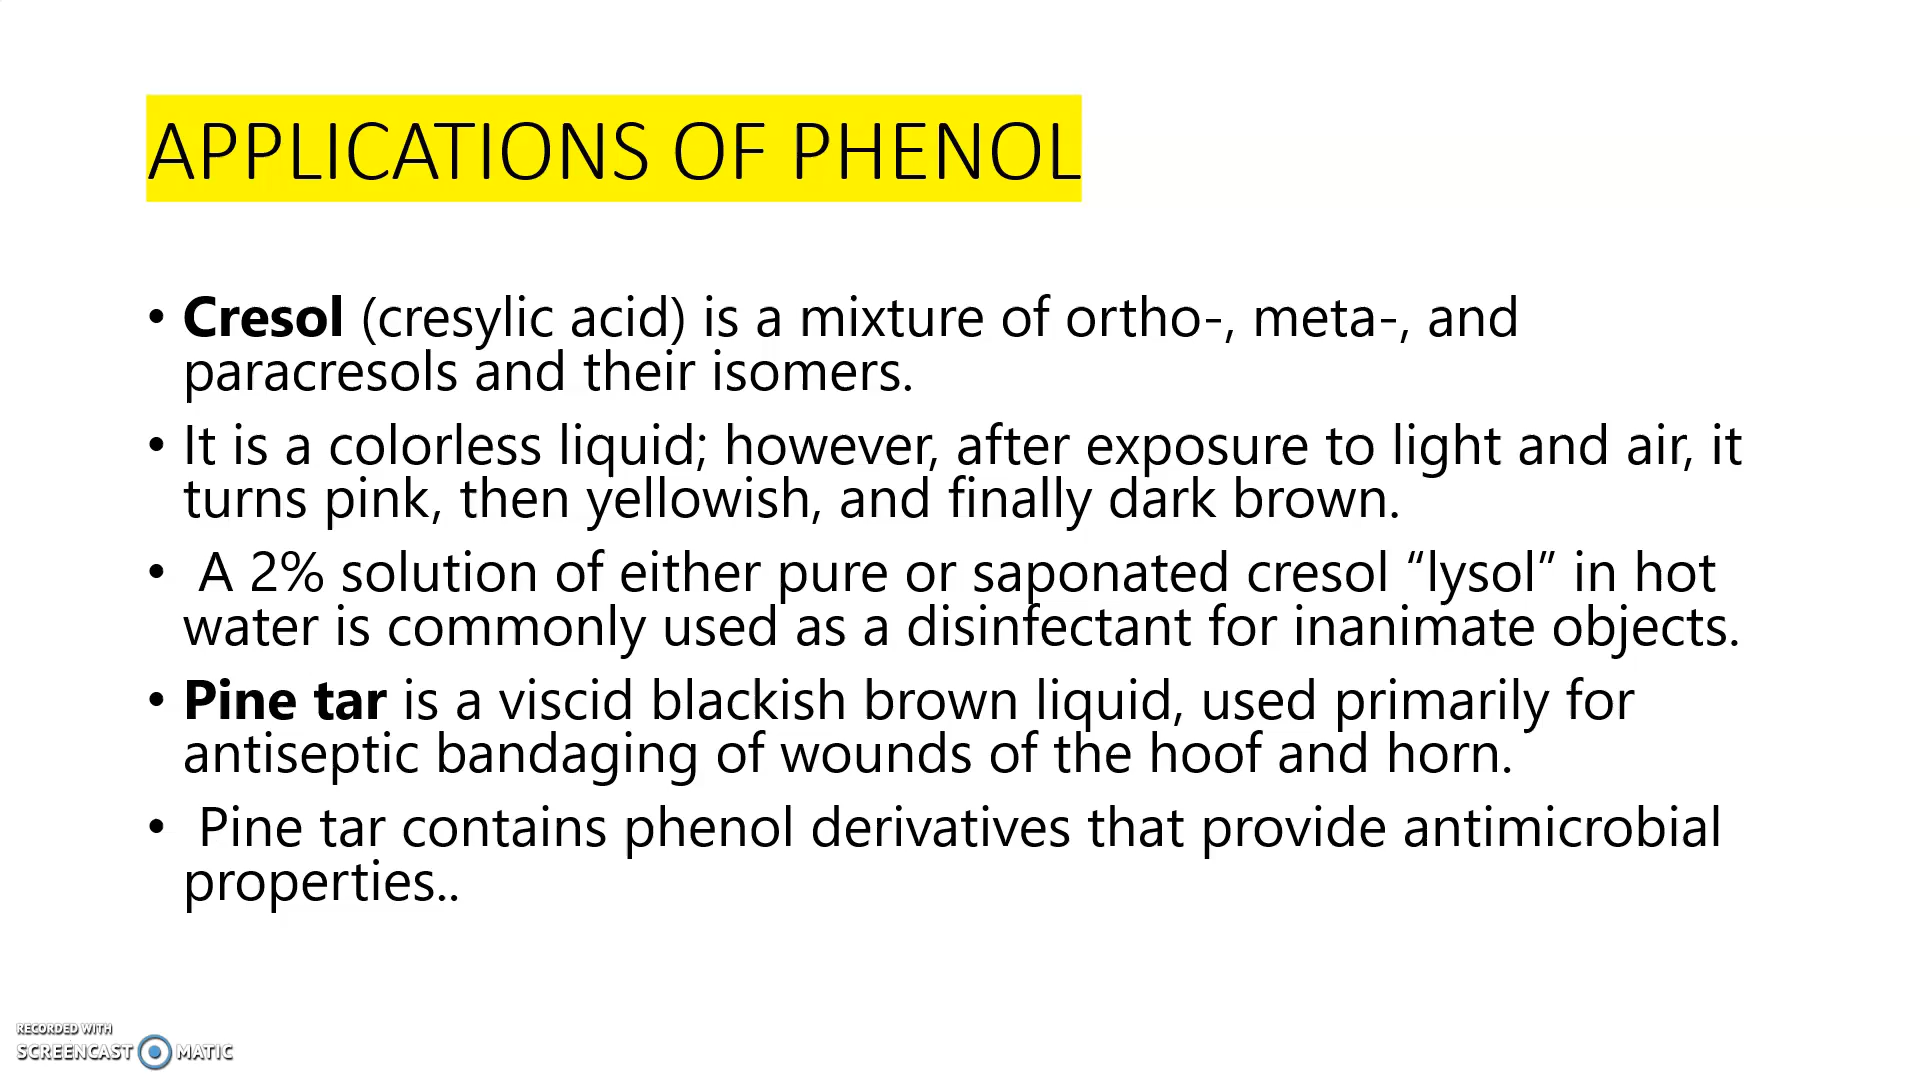 APPLICATIONS OF PHENOL
• Cresol (cresylic acid) is a mixture of ortho-, meta-, and
paracresols and their isomers.
• It is a colorless liquid; however, after exposure to light and air, it
turns pink, then yellowish, and finally dark brown.
• A 2% solution of either pure or saponated cresol “lysol” in hot
water is commonly used as a disinfectant for inanimate objects.
• Pine tar is a viscid blackish brown liquid, used primarily for
antiseptic bandaging of wounds of the hoof and horn.
• Pine tar contains phenol derivatives that provide antimicrobial
properties..
RECORDED WITH
SCREENCAST MATIC